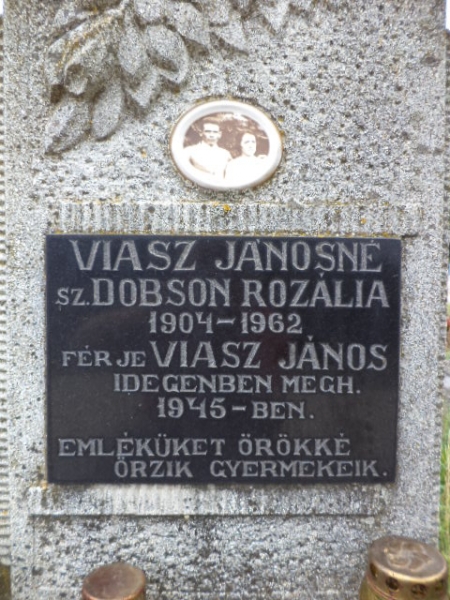 VIASZ JÁNOSNÉ
SZ. DOBSON ROZÁLIA
1904-1962
FÉRJE VIASZ JÁNOS
IDEGENBEN MEGH.
1945-BEN.
EMLÉKÜKET ÖRÖKKÉ
ŐRZIK GYERMEKEIK.